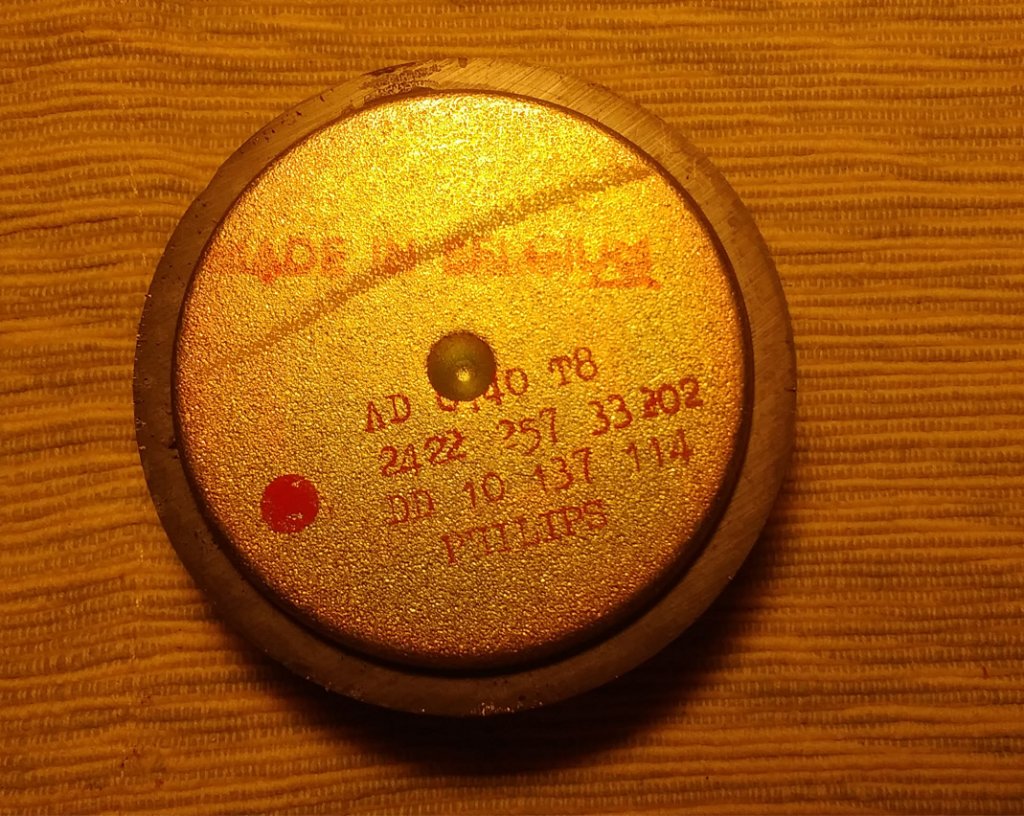 MADE IN BELGIUM
AD 0140 T8
2422 257 33202
DD 10 137 114
PHILIPS